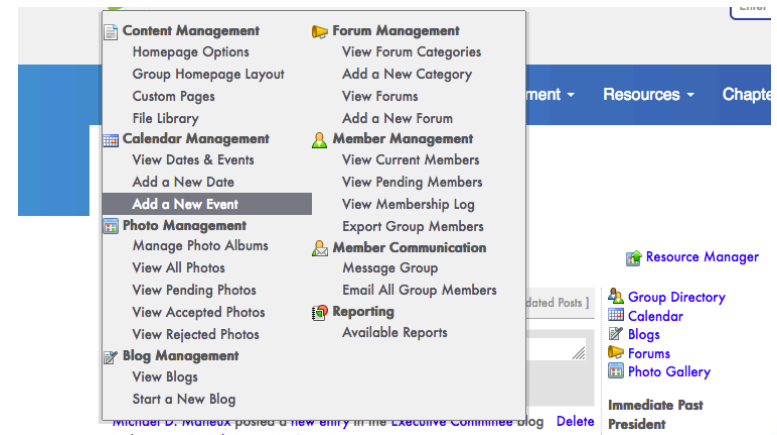 Content Management
Homepage Options
Group Homepage Layout
Custom Pages
File Library
Calendar Management
View Dates & Events
Add a New Date
Add a New Event
Photo Management
Manage Photo Albums
View All Photos
View Pending Photos
View Accepted Photos
View Rejected Photos
Blog Management
View Blogs
Start a New Blog
Forum Management
View Forum Categories
Add a New Category
View Forums
Add a New Forum
Member Management
View Current Members
View Pending Members
View Membership Log
Export Group Members
Member Communication
Message Group
Email All Group Members
Reporting
Available Reports
Enter
ment
Resources
Chapte
Resource Manager
dated Posts ]
Group Directory
Calendar
Blogs
Forums
Photo Gallery
Immediate Past
President
posted a new entry in the Executive Committee blog Delete